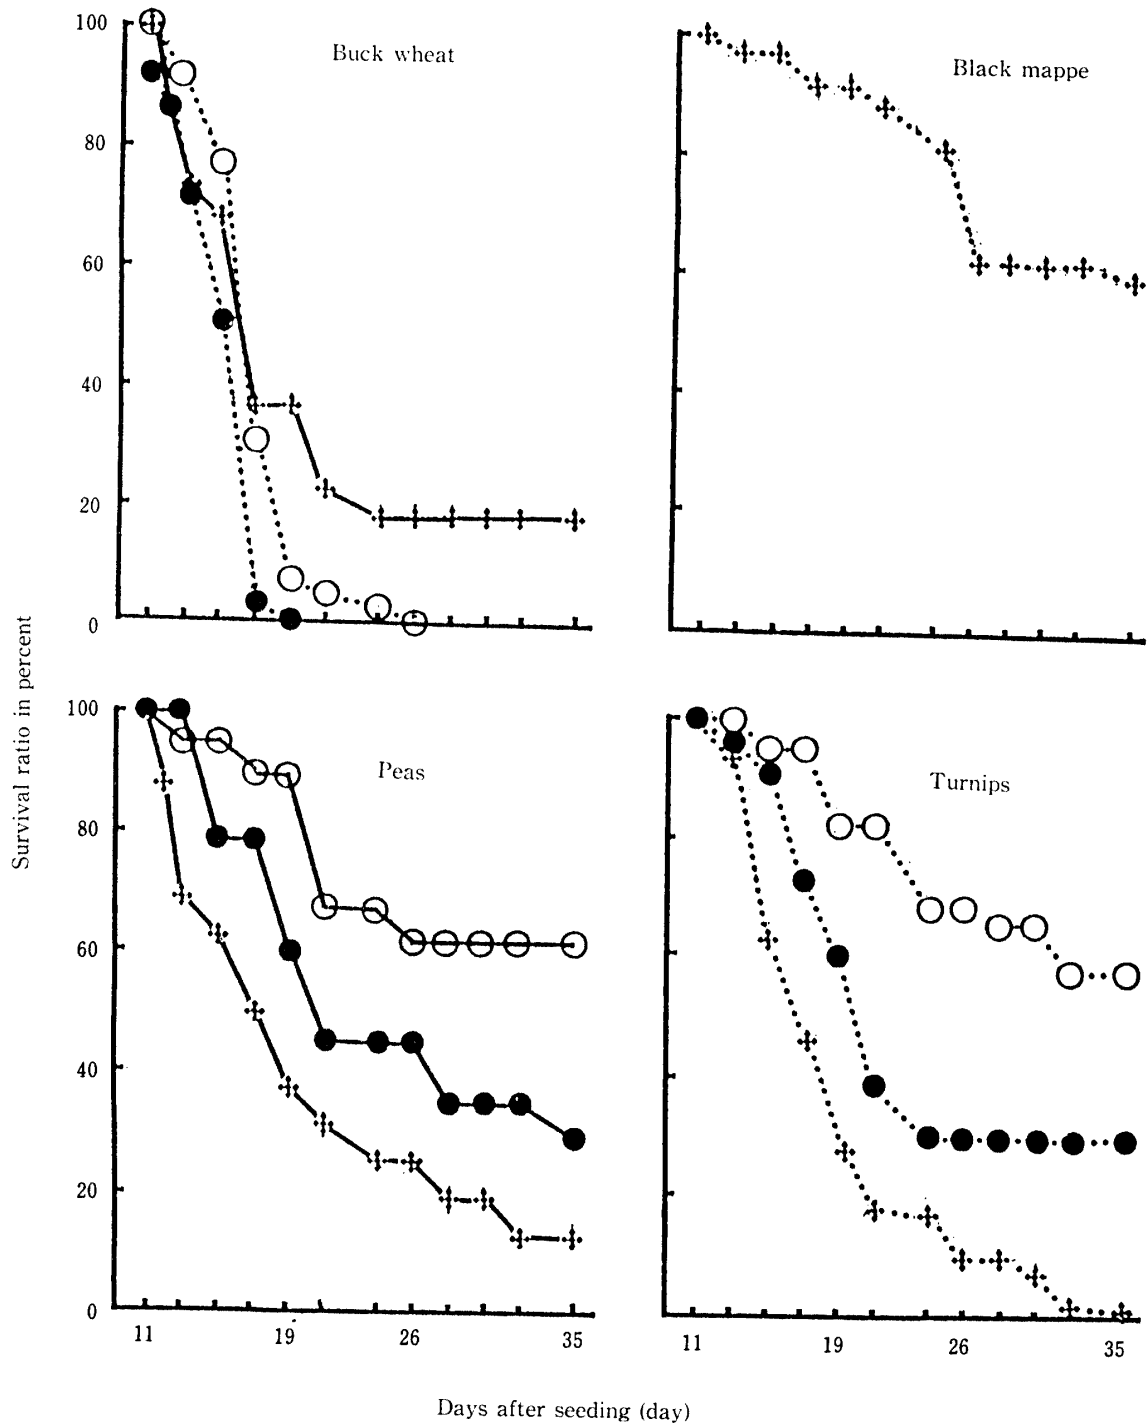 Survival ratio in percent
Buck wheat
100
80
60
40
20
0
Black mappe
Peas
100
80
60
40
20
0
11 19 26 35
Turnips
11 19 26 35
Days after seeding (day)